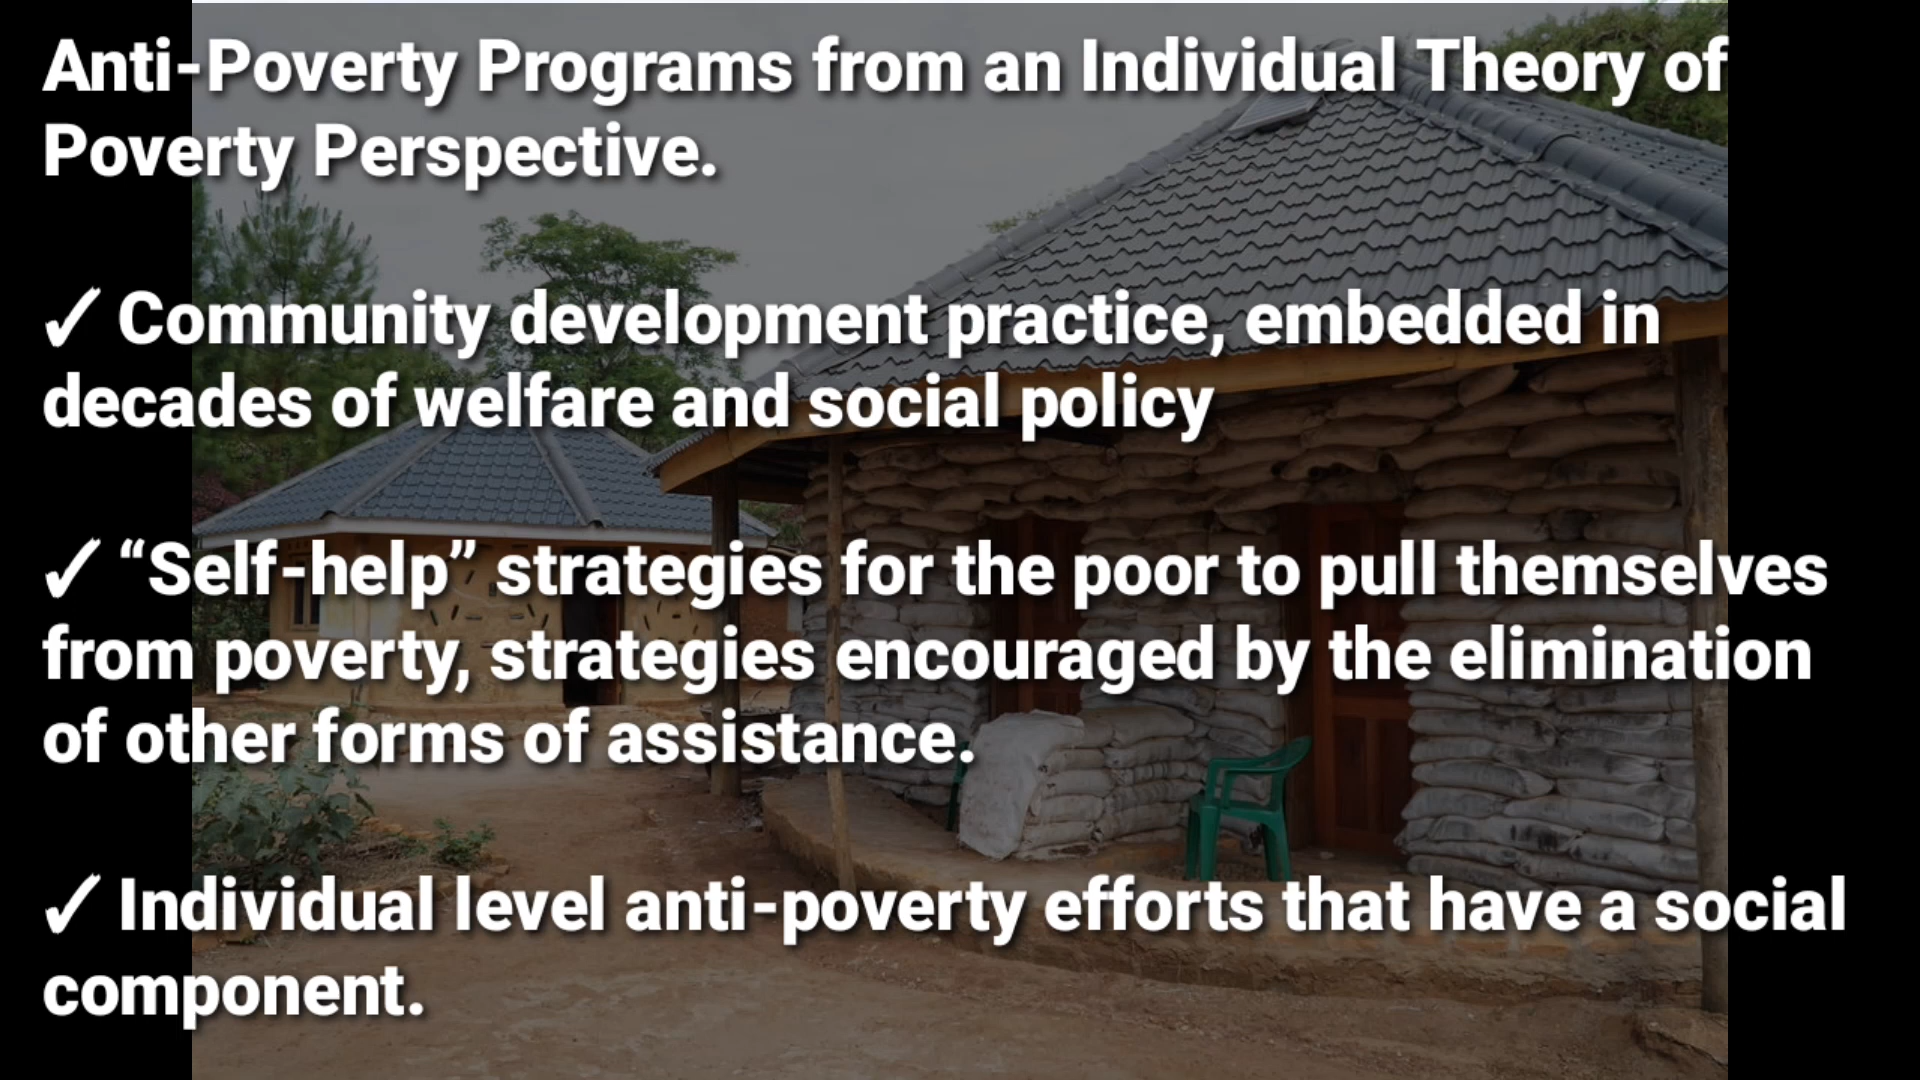 Anti-Poverty Programs from an Individual Theory of
Poverty Perspective.
✓ Community development practice, embedded in
decades of welfare and social policy
✓ “Self-help” strategies for the poor to pull themselves
from poverty, strategies encouraged by the elimination
of other forms of assistance.
✓ Individual level anti-poverty efforts that have a social
component.